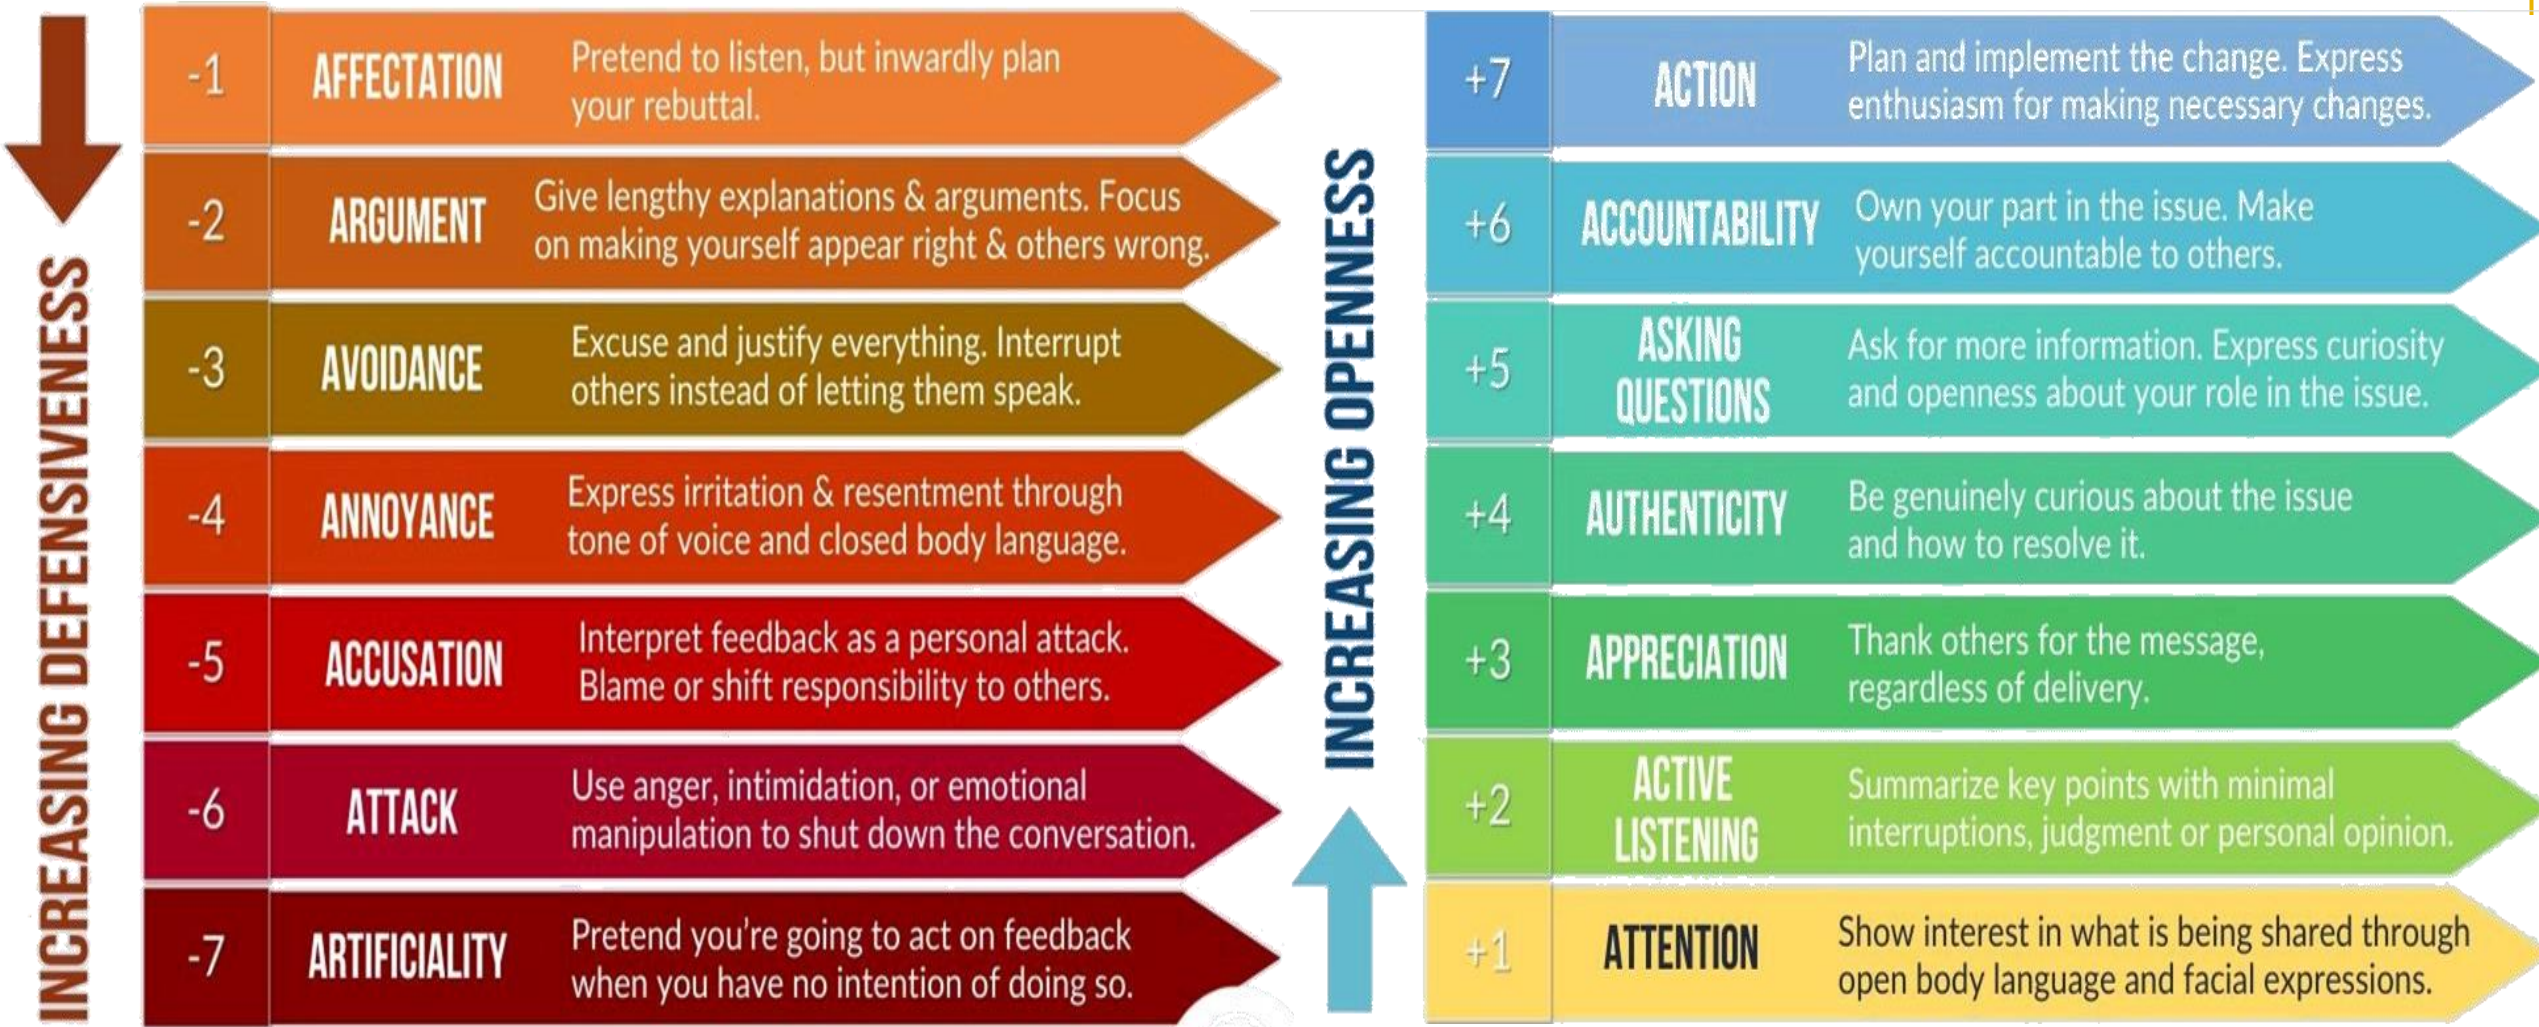 INCREASING DEFENSIVENESS
-1
AFFECTATION
Pretend to listen, but inwardly plan
your rebuttal.
-2
ARGUMENT
Give lengthy explanations & arguments. Focus
on making yourself appear right & others wrong.
-3
AVOIDANCE
Excuse and justify everything. Interrupt
others instead of letting them speak.
-4
ANNOYANCE
Express irritation & resentment through
tone of voice and closed body language.
-5
ACCUSATION
Interpret feedback as a personal attack.
Blame or shift responsibility to others.
-6
ATTACK
Use anger, intimidation, or emotional
manipulation to shut down the conversation.
-7
ARTIFICIALITY
Pretend you're going to act on feedback
when you have no intention of doing so.
INCREASING OPENNESS
+7
ACTION
Plan and implement the change. Express
enthusiasm for making necessary changes.
+6
ACCOUNTABILITY
Own your part in the issue. Make
yourself accountable to others.
+5
ASKING
QUESTIONS
Ask for more information. Express curiosity
and openness about your role in the issue.
+4
AUTHENTICITY
Be genuinely curious about the issue
and how to resolve it.
+3
APPRECIATION
Thank others for the message,
regardless of delivery.
+2
ACTIVE
LISTENING
Summarize key points with minimal
interruptions, judgment or personal opinion.
+1
ATTENTION
Show interest in what is being shared through
open body language and facial expressions.